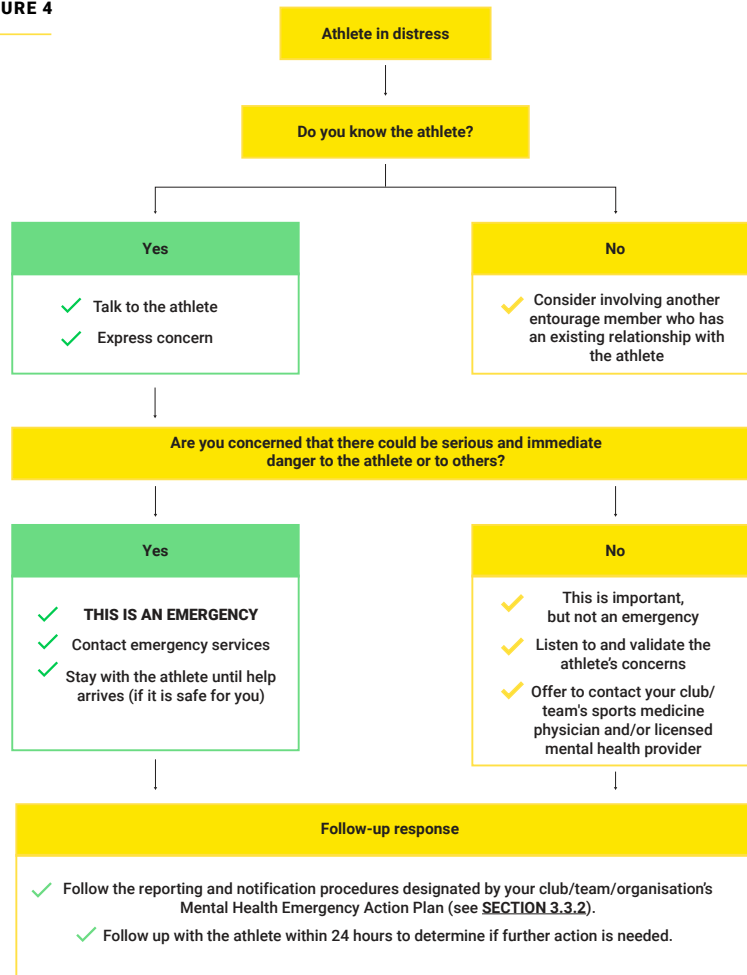 URE 4
Athlete in distress
Do you know the athlete?
Yes
Talk to the athlete
Express concern
No
Consider involving another
entourage member who has
an existing relationship with
the athlete
Are you concerned that there could be serious and immediate
danger to the athlete or to others?
Yes
THIS IS AN EMERGENCY
Contact emergency services
Stay with the athlete until help
arrives (if it is safe for you)
No
This is important,
but not an emergency
Listen to and validate the
athlete's concerns
Offer to contact your club/
team's sports medicine
physician and/or licensed
mental health provider
Follow-up response
Follow the reporting and notification procedures designated by your club/team/organisation's
Mental Health Emergency Action Plan (see SECTION 3.3.2).
Follow up with the athlete within 24 hours to determine if further action is needed.